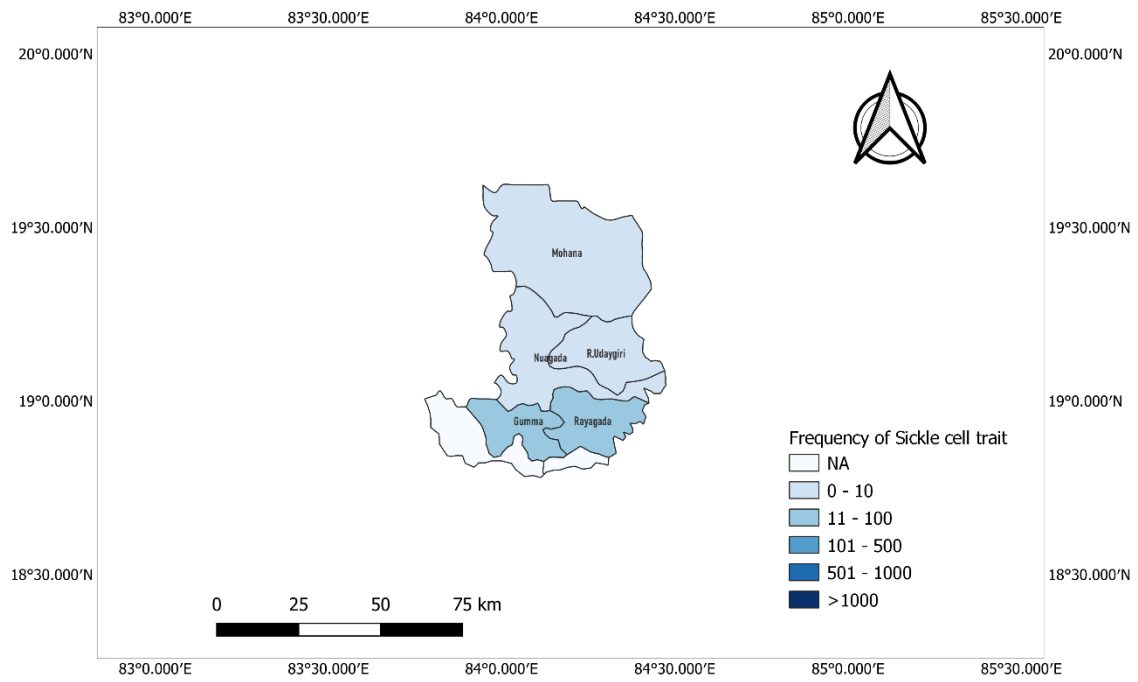 83°0.000′E 83°30.000′E 84°0.000′E 84°30.000′E 85°0.000′E 85°30.000′E
20°0.000′N 20°0.000′N
19°30.000′N 19°30.000′N
Mohana
Nuagada R.Udaygiri
19°0.000′N 19°0.000′N
Gumma Rayagada
Frequency of Sickle cell trait
NA
0 - 10
11 - 100
101 - 500
18°30.000′N 18°30.000′N
501 - 1000
>1000
0 25 50 75 km
83°0.000′E 83°30.000′E 84°0.000′E 84°30.000′E 85°0.000′E 85°30.000′E